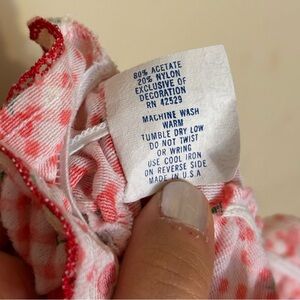 80% ACETATE
20% NYLON
EXCLUSIVE OF
DECORATION
RN 42529
MACHINE WASH
WARM
TUMBLE DRY LOW
DO NOT TWIST
OR WRING
USE COOL IRON
ON REVERSE SIDE
MADE IN U.S.A